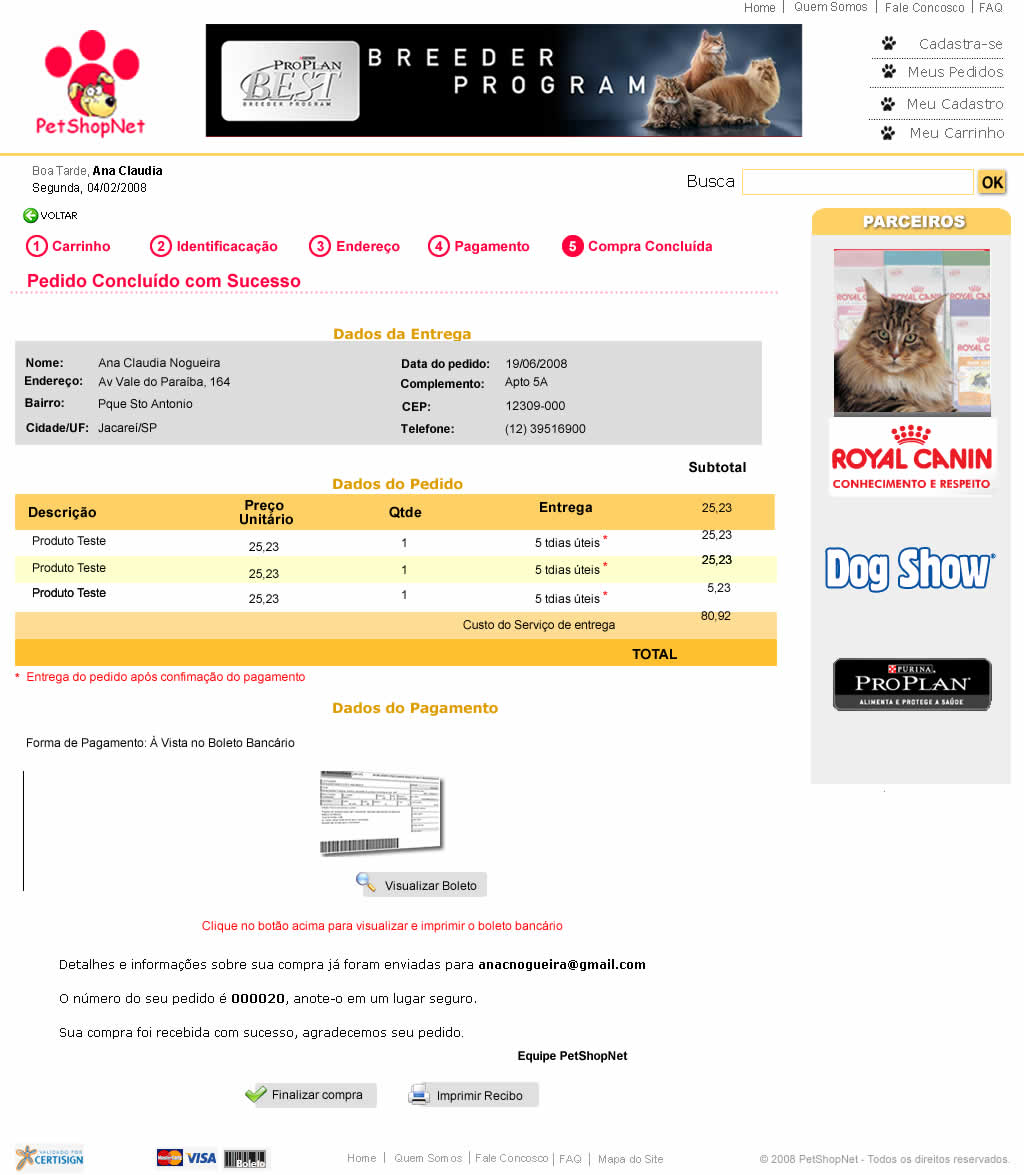 Home | Quem Somos | Fale Concosco | FAQ
PetShopNet
PURINA
PROPLAN
BEST
BREEDER PROGRAM
BREEDER
PROGRAM
Cadastra-se
Meus Pedidos
Meu Cadastro
Meu Carrinho
Boa Tarde, Ana Claudia
Segunda, 04/02/2008
Busca OK
VOLTAR
1 Carrinho 2 Identificacação 3 Endereço 4 Pagamento 5 Compra Concluída
Pedido Concluído com Sucesso
Dados da Entrega
Nome: Ana Claudia Nogueira Data do pedido: 19/06/2008
Endereço: Av Vale do Paraíba, 164 Complemento: Apto 5A
Bairro: Pque Sto Antonio CEP: 12309-000
Cidade/UF: Jacareí/SP Telefone: (12) 39516900
Subtotal
Dados do Pedido
Descrição Preço Unitário Qtde Entrega 25,23
Produto Teste 25,23 1 5 tdias úteis * 25,23
Produto Teste 25,23 1 5 tdias úteis * 25,23
Produto Teste 25,23 1 5 tdias úteis * 5,23
Custo do Serviço de entrega 80,92
TOTAL
* Entrega do pedido após confimação do pagamento
Dados do Pagamento
Forma de Pagamento: À Vista no Boleto Bancário
Visualizar Boleto
Clique no botão acima para visualizar e imprimir o boleto bancário
Detalhes e informações sobre sua compra já foram enviadas para anacnogueira@gmail.com
O número do seu pedido é 000020, anote-o em um lugar seguro.
Sua compra foi recebida com sucesso, agradecemos seu pedido.
Equipe PetShopNet
Finalizar compra Imprimir Recibo
PARCEIROS
ROYAL CANIN
ROYAL CANIN
CONHECIMENTO E RESPEITO
Dog Show®
PURINA
PROPLAN
ALIMENTA E PROTEGE A SAÚDE
VALIDADO POR
CERTISIGN
MasterCard VISA Boleto
Home | Quem Somos | Fale Concosco | FAQ | Mapa do Site
© 2008 PetShopNet - Todos os direitos reservados.